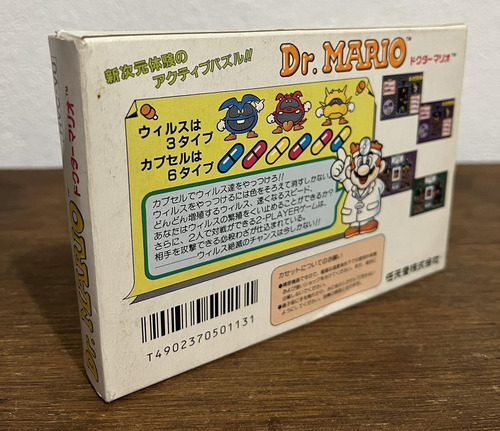 新次元体験の
アクティブパズル!!
Dr. MARIO™
ドクターマリオ™
ウィルスは
3タイプ
カプセルは
6タイプ
カプセルでウィルス達をやっつけろ!!
ウィルスをやっつけるには色をそろえて消すしかない。
どんどん増殖するウィルス、速くなるスピード、
あなたはウィルスの繁殖をくい止めることができるか?
さらに、2人で対戦ができる2-PLAYERゲームは、
相手を攻撃できる必殺わざが仕込まれている。
ウィルス絶滅のチャンスは今しかない!!
カセットについてのお願い
任天堂株式会社
T4902370501131
ドクターマリオ™